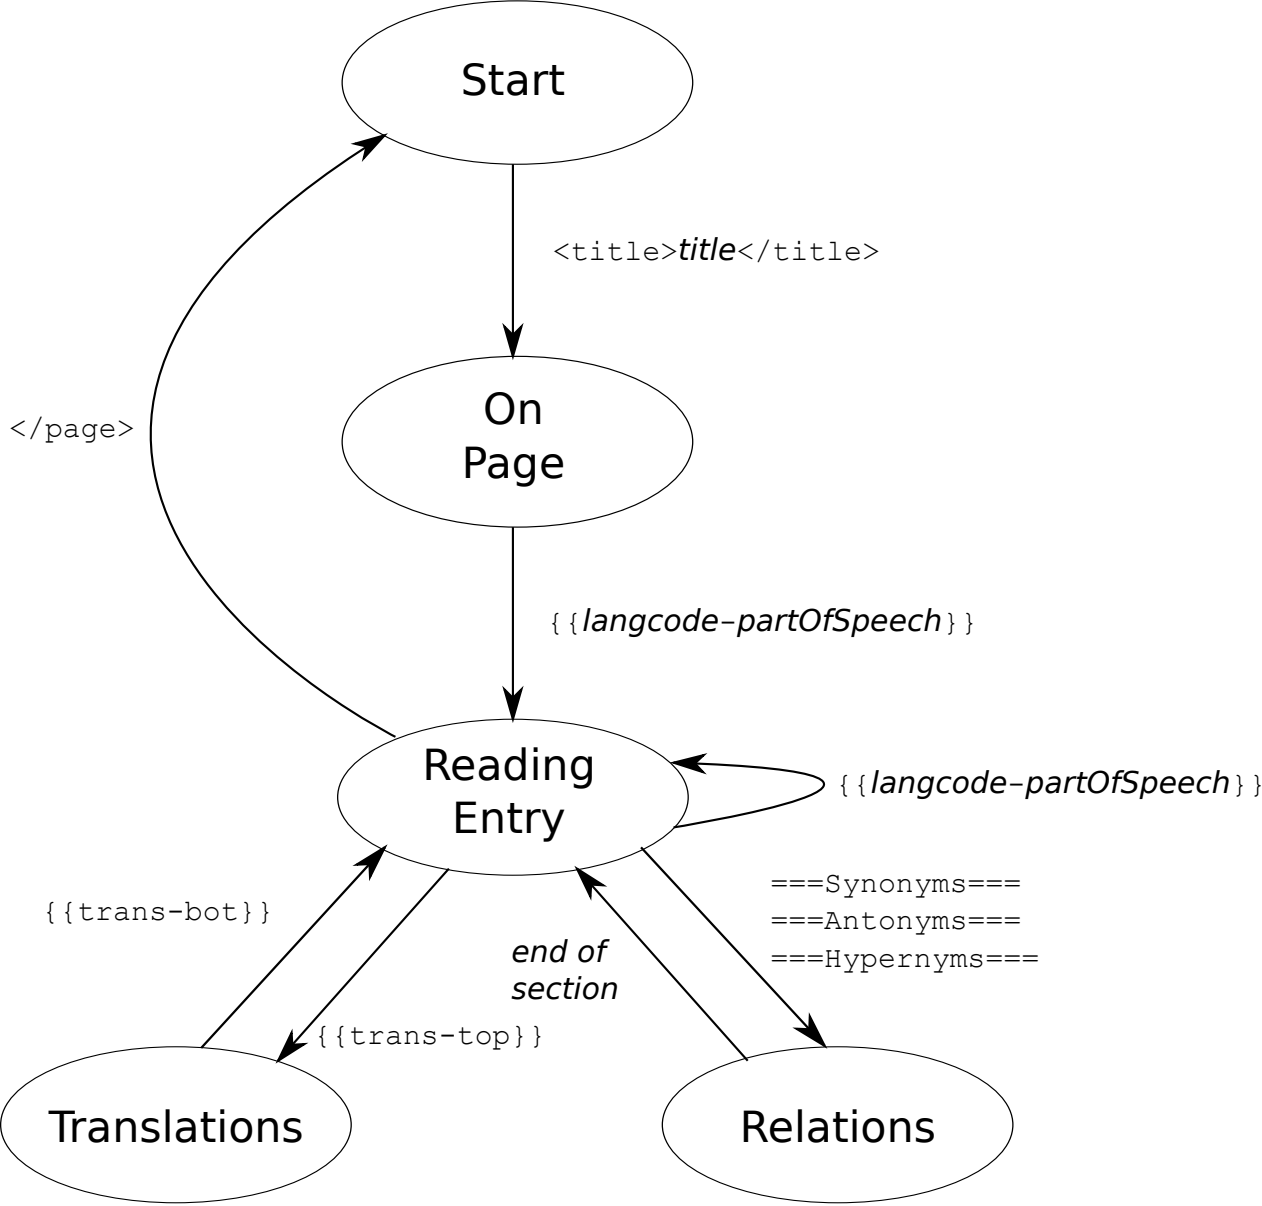 Start
<title>title</title>
On
Page
</page>
{{langcode-partOfSpeech}}
Reading
Entry
{{langcode-partOfSpeech}}
===Synonyms===
===Antonyms===
===Hypernyms===
{{trans-bot}}
end of
section
{{trans-top}}
Translations
Relations